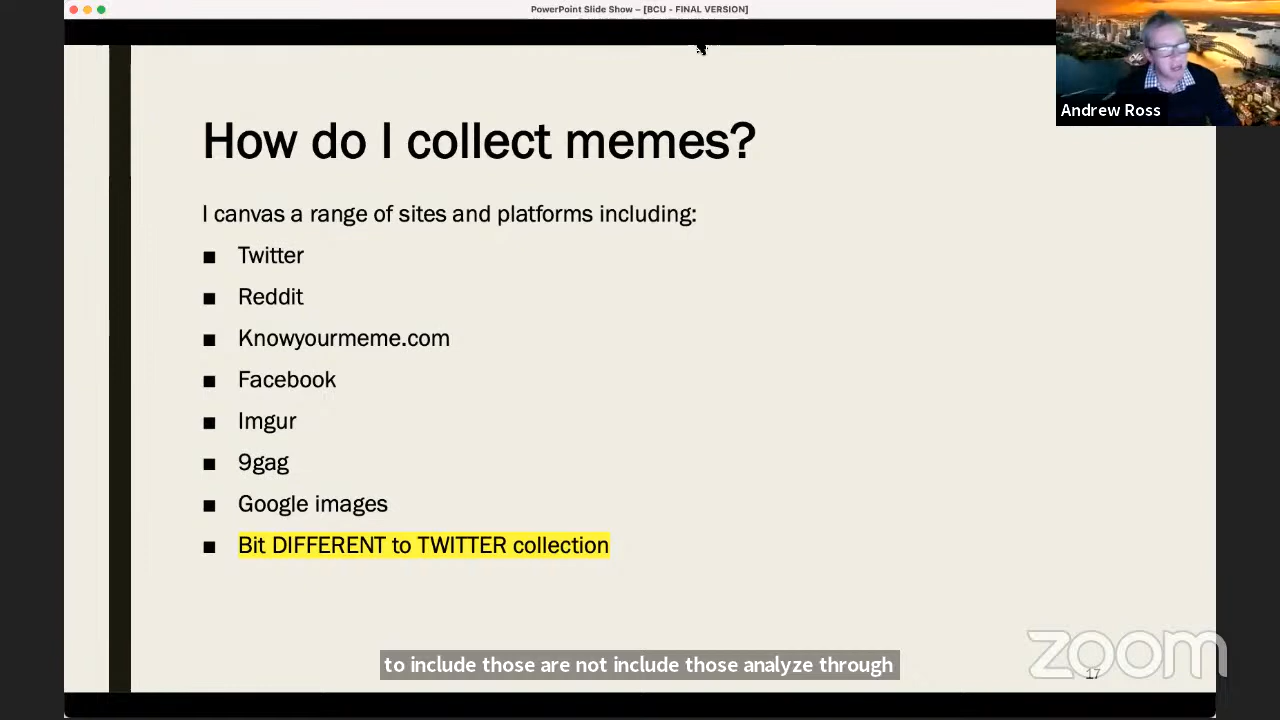 PowerPoint Slide Show – [BCU - FINAL VERSION]
Andrew Ross
How do I collect memes?
I canvas a range of sites and platforms including:
■ Twitter
■ Reddit
■ Knowyourmeme.com
■ Facebook
■ Imgur
■ 9gag
■ Google images
■ Bit DIFFERENT to TWITTER collection
to include those are not include those analyze through
zoom
17